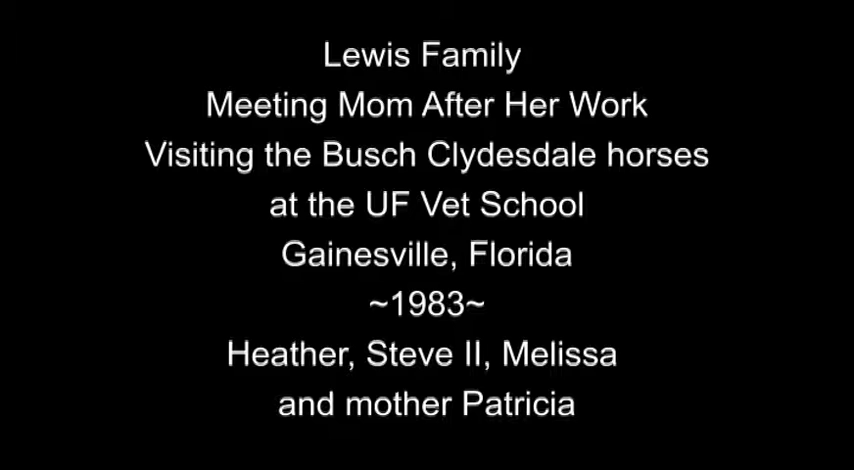 Lewis Family
Meeting Mom After Her Work
Visiting the Busch Clydesdale horses
at the UF Vet School
Gainesville, Florida
~1983~
Heather, Steve II, Melissa
and mother Patricia